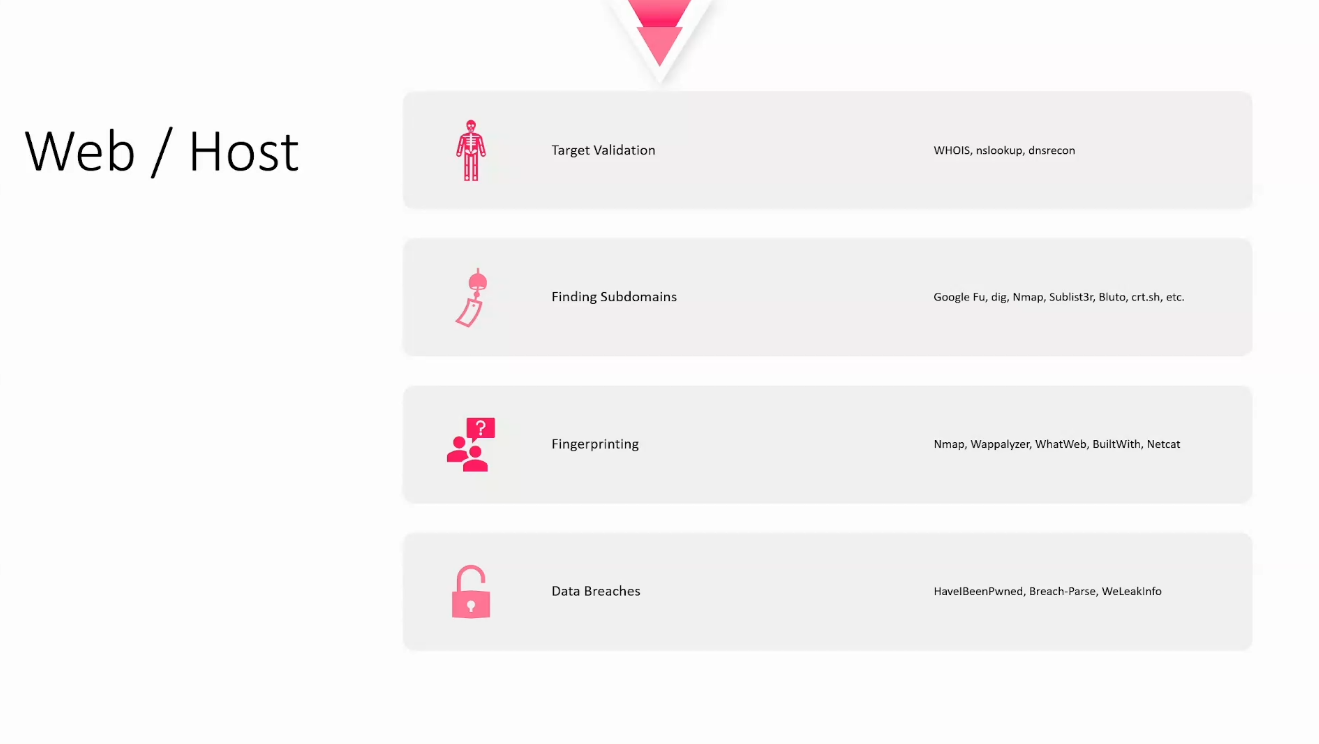 Web / Host
Target Validation
WHOIS, nslookup, dnsrecon
Finding Subdomains
Google Fu, dig, Nmap, Sublist3r, Bluto, crt.sh, etc.
?
Fingerprinting
Nmap, Wappalyzer, WhatWeb, BuiltWith, Netcat
Data Breaches
HaveIBeenPwned, Breach-Parse, WeLeakInfo